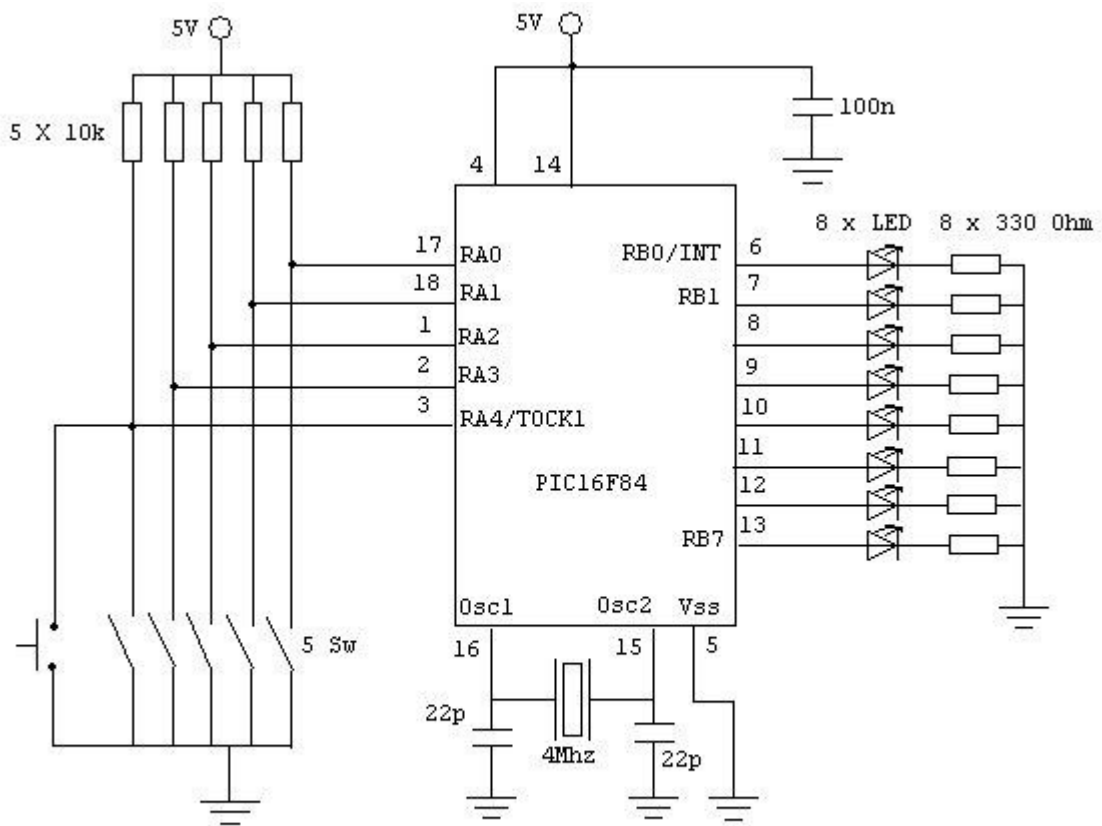 5V
5V
5 X 10k
100n
4
14
8 x LED
8 x 330 Ohm
17
RA0
RB0/INT
6
18
RA1
RB1
7
1
RA2
8
2
RA3
9
3
RA4/TOCK1
10
11
PIC16F84
12
RB7
13
Osc1
Osc2
Vss
5 Sw
16
15
5
22p
4Mhz
22p